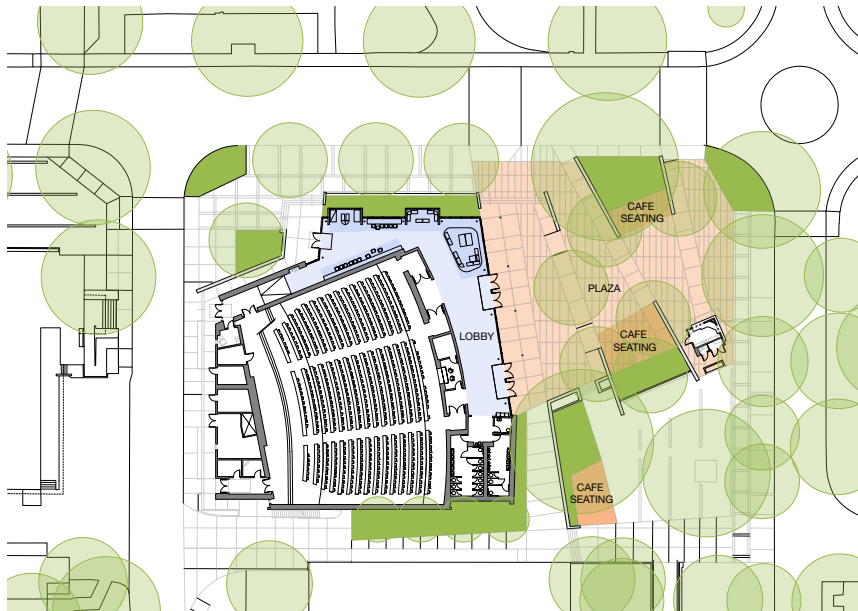 CAFE
SEATING
PLAZA
LOBBY
CAFE
SEATING
CAFE
SEATING